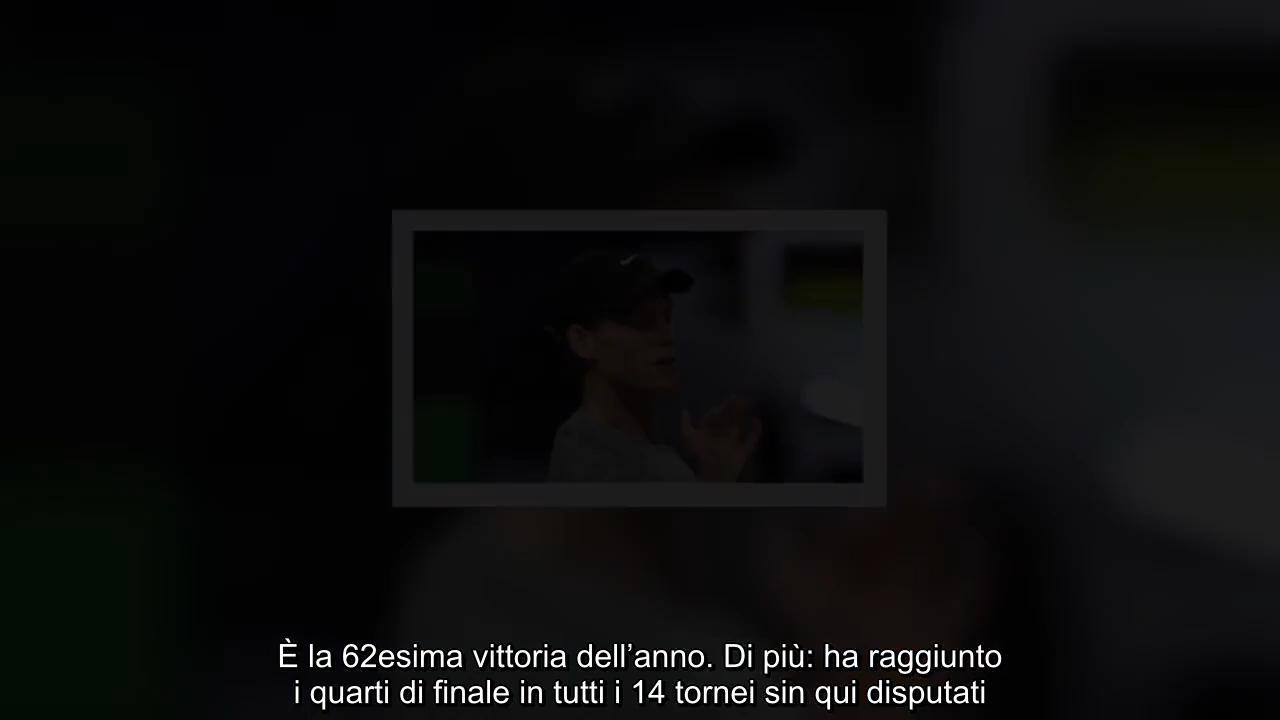 È la 62esima vittoria dell’anno. Di più: ha raggiunto
i quarti di finale in tutti i 14 tornei sin qui disputati